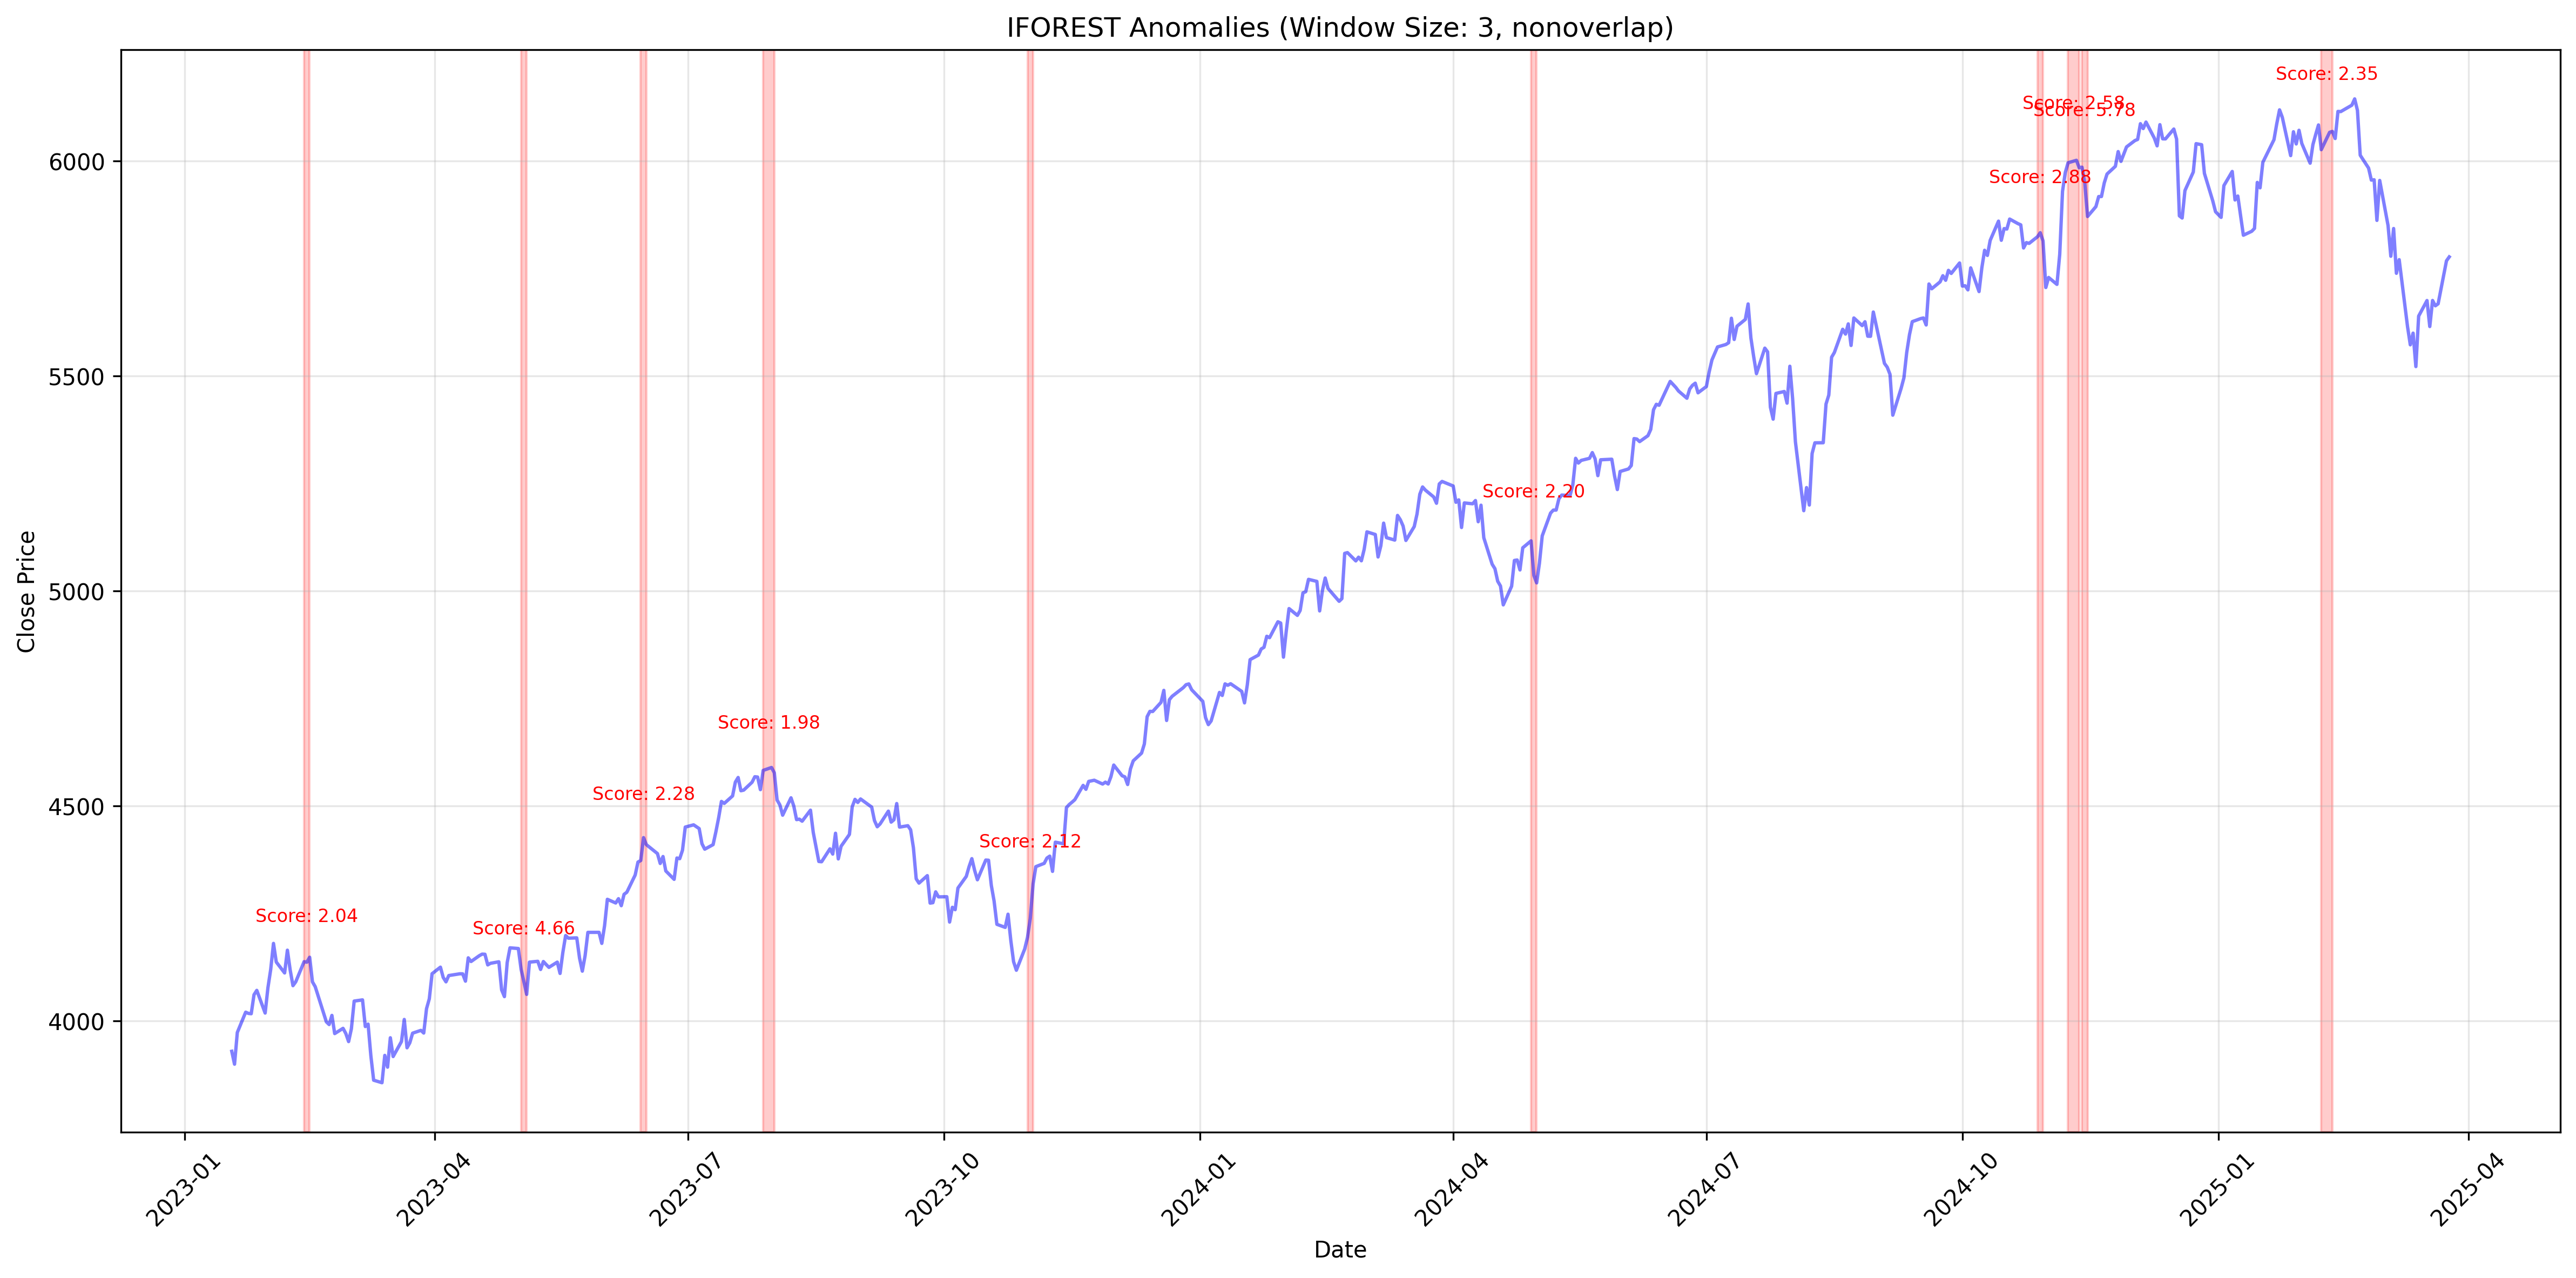 IFOREST Anomalies (Window Size: 3, nonoverlap)
Score: 2.35
Score: 2.58
Score: 5.78
6000
Score: 2.88
5500
Score: 2.20
5000
Close Price
Score: 1.98
Score: 2.28
4500
Score: 2.12
Score: 2.04
Score: 4.66
4000
2023-01
2023-04
2023-07
2023-10
2024-01
2024-04
2024-07
2024-10
2025-01
2025-04
Date